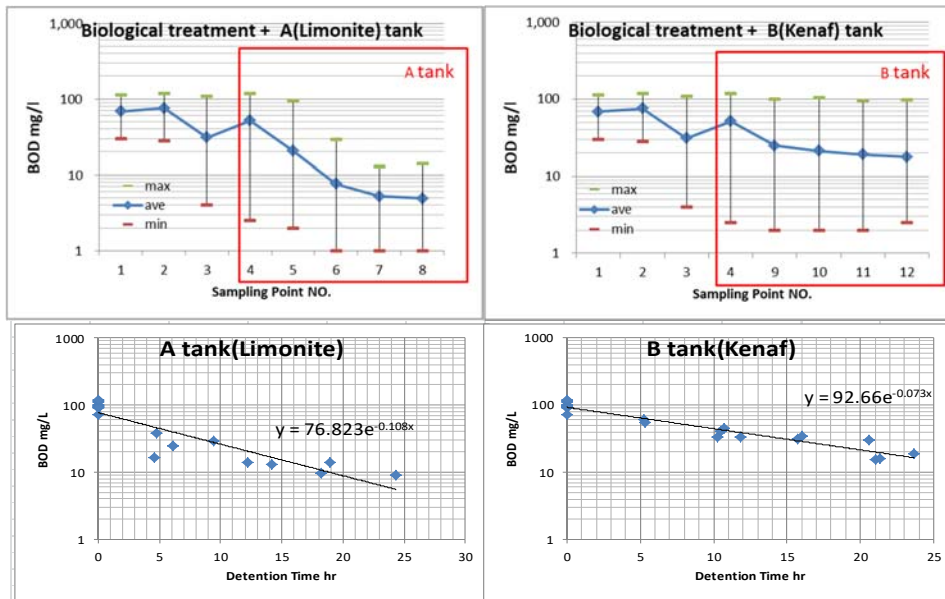 Biological treatment + A(Limonite) tank
A tank
BOD mg/l
1,000
100
10
1
max
ave
min
1 2 3 4 5 6 7 8
Sampling Point NO.
Biological treatment + B(Kenaf) tank
B tank
BOD mg/l
1,000
100
10
1
max
ave
min
1 2 3 4 9 10 11 12
Sampling Point NO.
A tank(Limonite)
BOD mg/L
1000
100
10
1
y = 76.823e-0.108x
0 5 10 15 20 25 30
Detention Time hr
B tank(Kenaf)
BOD mg/L
1000
100
10
1
y = 92.66e-0.073x
0 5 10 15 20 25
Detention Time hr